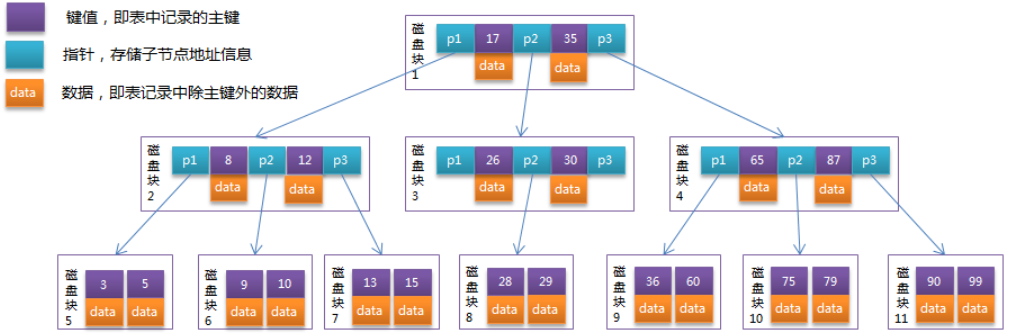 键值，即表中记录的主键
指针，存储子节点地址信息
data 数据，即表记录中除主键外的数据
磁盘块1
p1 17 p2 35 p3
data data
磁盘块2
p1 8 p2 12 p3
data data
磁盘块3
p1 26 p2 30 p3
data data
磁盘块4
p1 65 p2 87 p3
data data
磁盘块5
3 5
data data
磁盘块6
9 10
data data
磁盘块7
13 15
data data
磁盘块8
28 29
data data
磁盘块9
36 60
data data
磁盘块10
75 79
data data
磁盘块11
90 99
data data